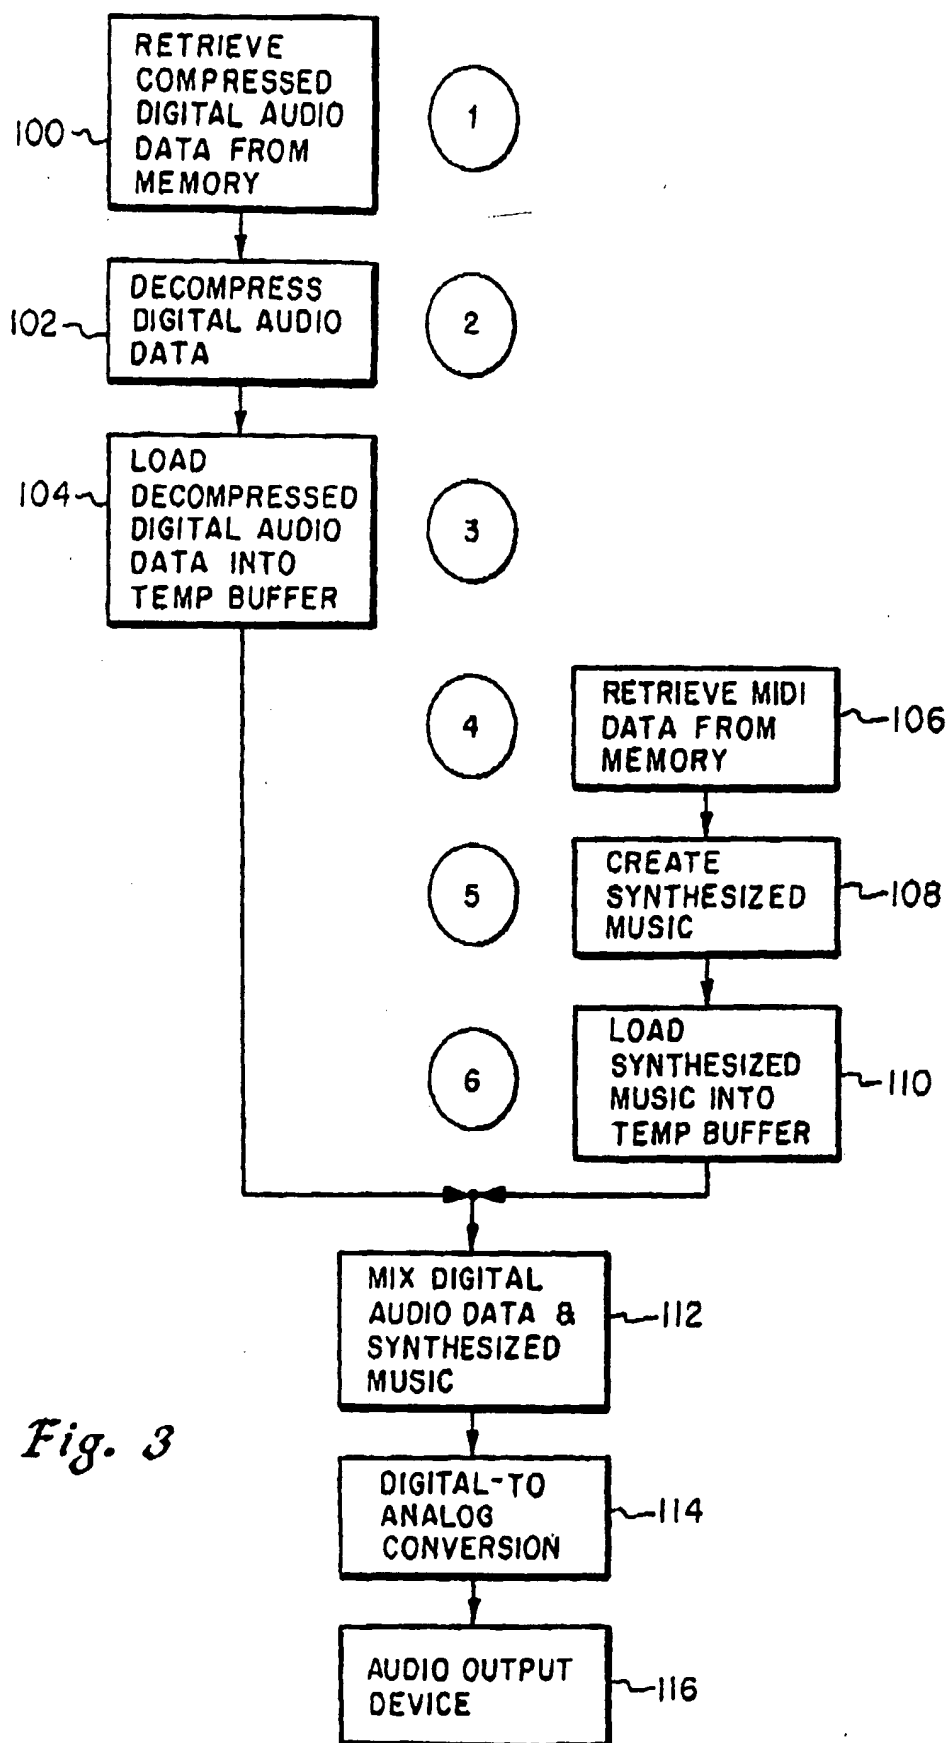 RETRIEVE
COMPRESSED
DIGITAL AUDIO
DATA FROM
MEMORY
100
1
DECOMPRESS
DIGITAL AUDIO
DATA
102
2
LOAD
DECOMPRESSED
DIGITAL AUDIO
DATA INTO
TEMP BUFFER
104
3
4
RETRIEVE MIDI
DATA FROM
MEMORY
106
5
CREATE
SYNTHESIZED
MUSIC
108
6
LOAD
SYNTHESIZED
MUSIC INTO
TEMP BUFFER
110
MIX DIGITAL
AUDIO DATA &
SYNTHESIZED
MUSIC
112
Fig. 3
DIGITAL-TO
ANALOG
CONVERSION
114
AUDIO OUTPUT
DEVICE
116